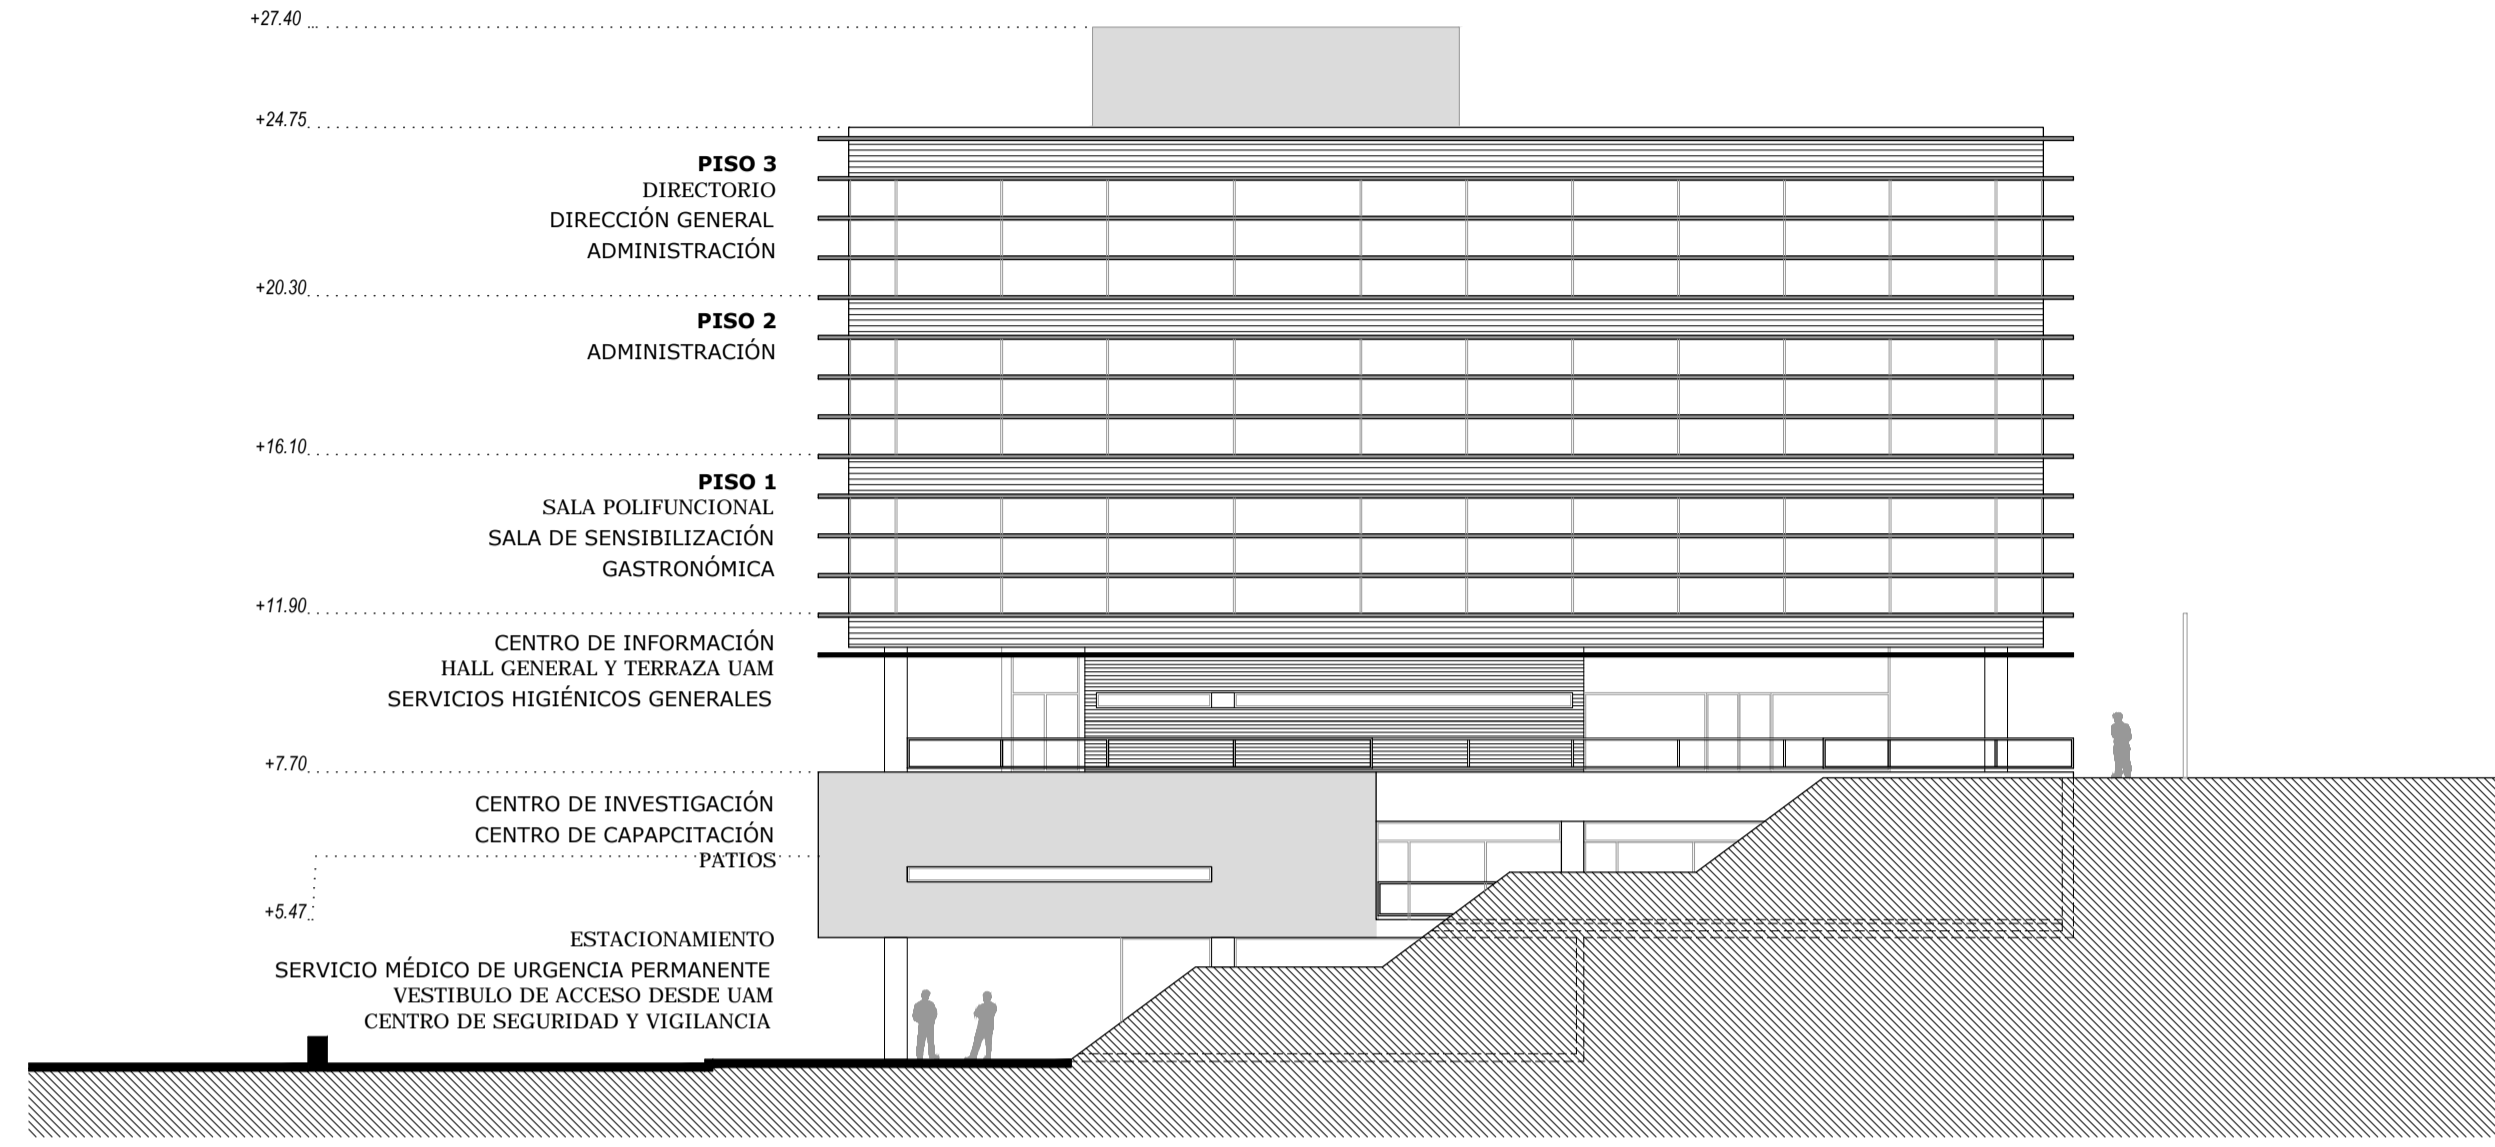 +27.40
+24.75
PISO 3
DIRECTORIO
DIRECCIÓN GENERAL
ADMINISTRACIÓN
+20.30
PISO 2
ADMINISTRACIÓN
+16.10
PISO 1
SALA POLIFUNCIONAL
SALA DE SENSIBILIZACIÓN
GASTRONÓMICA
+11.90
CENTRO DE INFORMACIÓN
HALL GENERAL Y TERRAZA UAM
SERVICIOS HIGIÉNICOS GENERALES
+7.70
CENTRO DE INVESTIGACIÓN
CENTRO DE CAPAPCITACIÓN
PATIOS
+5.47
ESTACIONAMIENTO
SERVICIO MÉDICO DE URGENCIA PERMANENTE
VESTIBULO DE ACCESO DESDE UAM
CENTRO DE SEGURIDAD Y VIGILANCIA